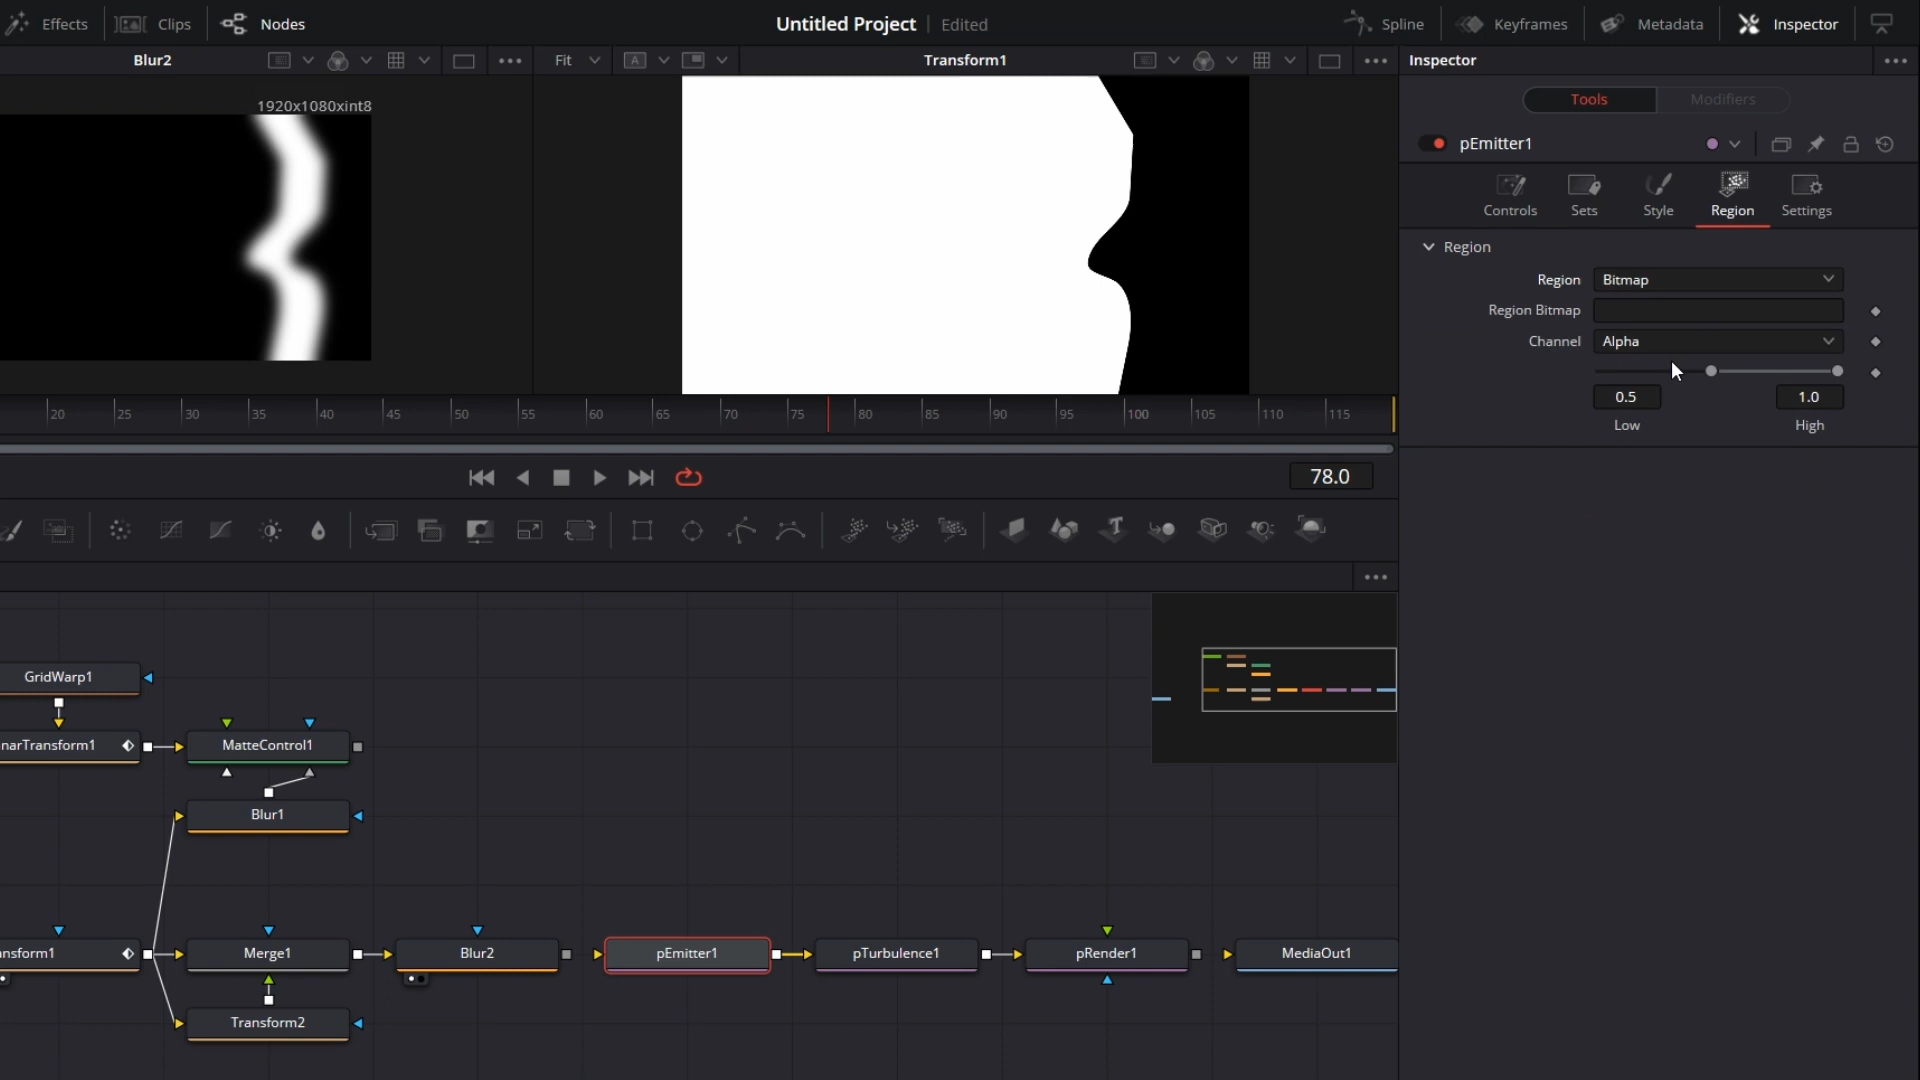 Effects Clips Nodes Untitled Project Edited Spline Keyframes Metadata Inspector
Blur2 Fit A Transform1 Inspector
1920x1080xint8
Tools Modifiers
pEmitter1
Controls Sets Style Region Settings
Region
Region Bitmap
Region Bitmap
Channel Alpha
0.5 1.0
Low High
20 25 30 35 40 45 50 55 60 65 70 75 80 85 90 95 100 105 110 115
78.0
T
GridWarp1
narTransform1 MatteControl1
Blur1
ansform1 Merge1 Blur2 pEmitter1 pTurbulence1 pRender1 MediaOut1
Transform2